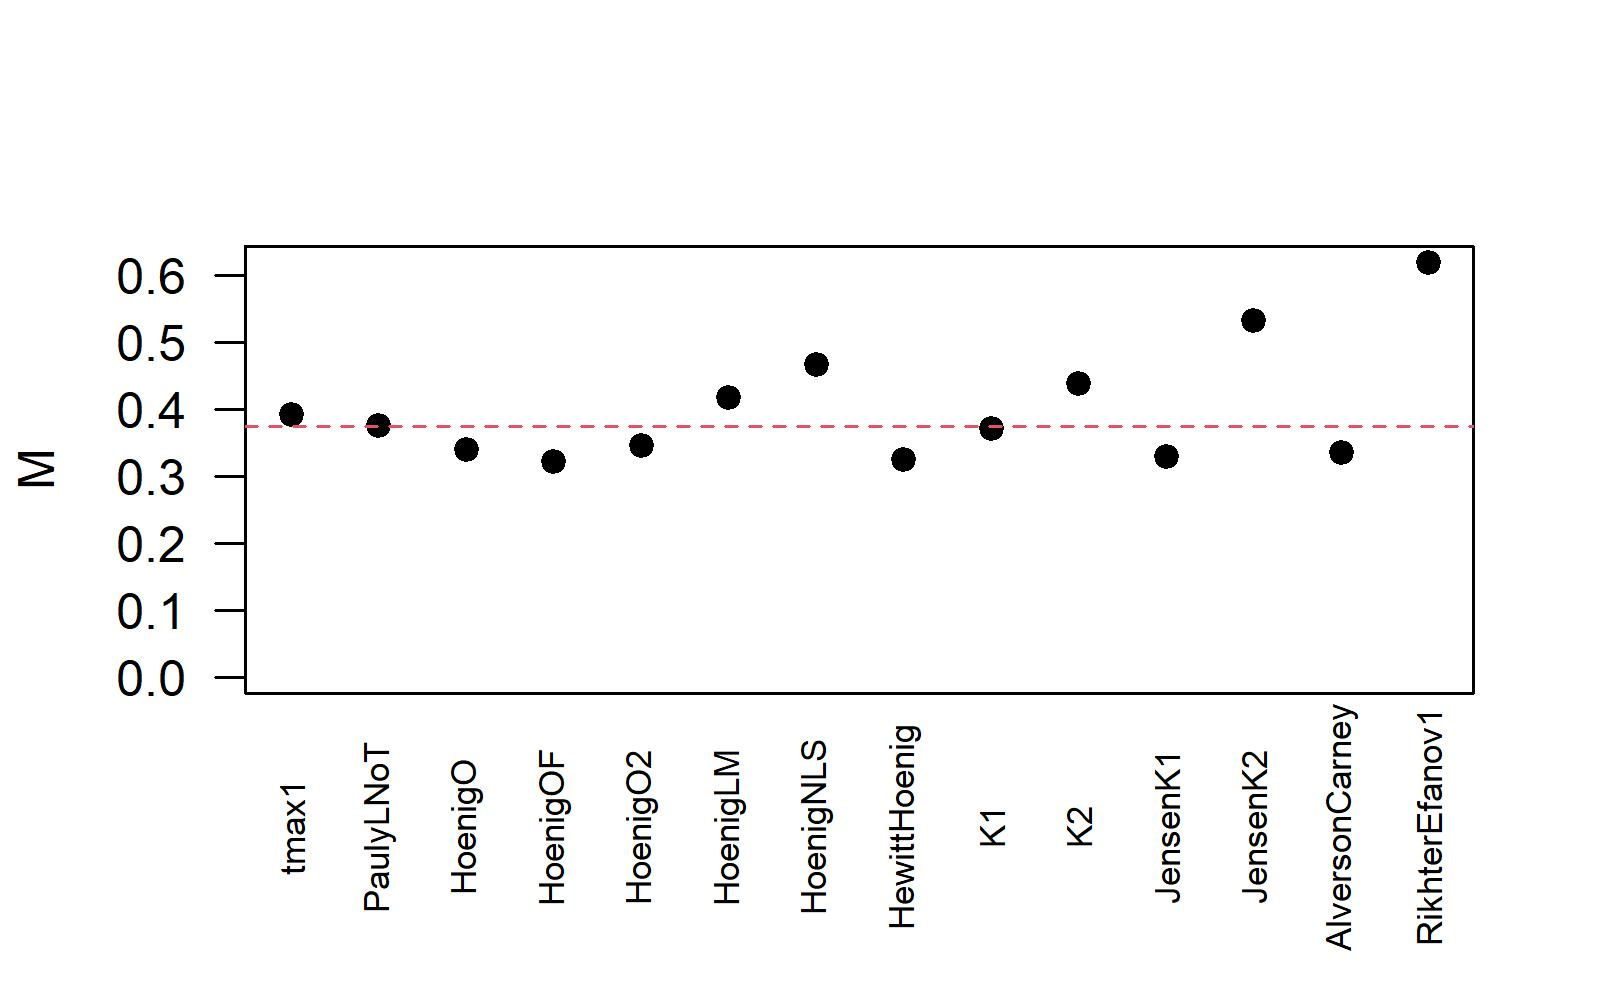 M
0.6
0.5
0.4
0.3
0.2
0.1
0.0
tmax1
PaulyLNoT
HoenigO
HoenigOF
HoenigO2
HoenigLM
HoenigNLS
HewittHoenig
K1
K2
JensenK1
JensenK2
AlversonCarney
RikhterEfanov1